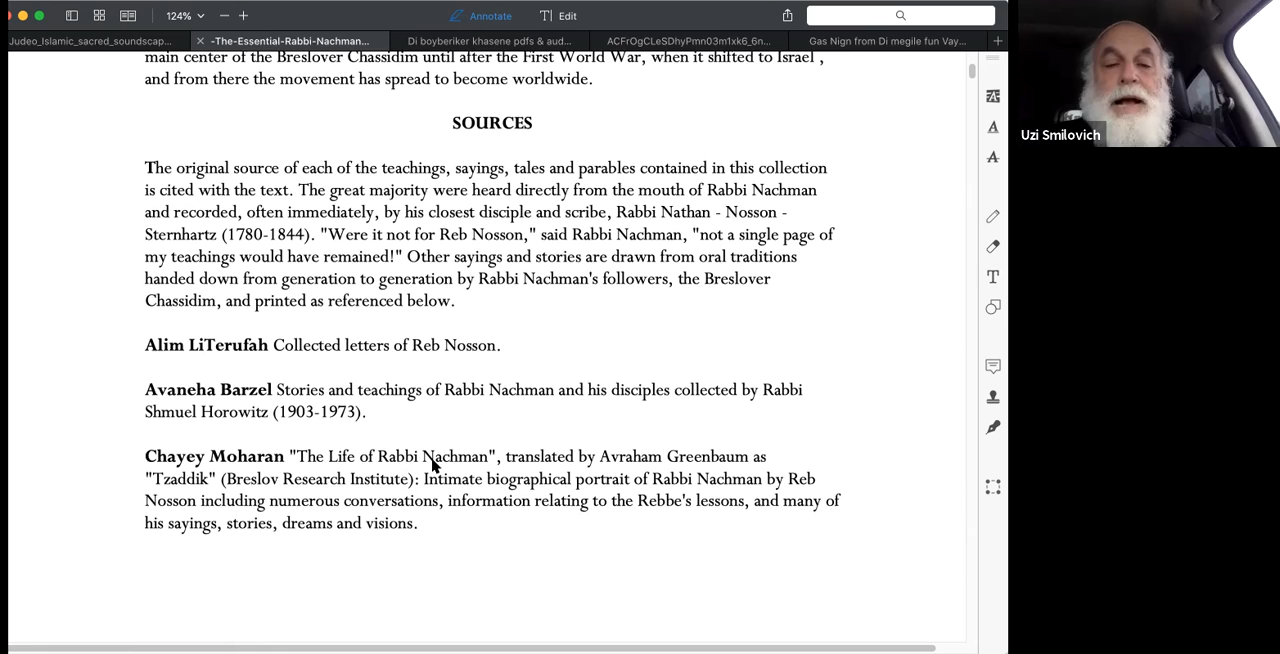 124%
Annotate
Edit
Judeo_Islamic_sacred_soundscap...
-The-Essential-Rabbi-Nachman...
Di boyberiker khasene pdfs & aud...
ACFrOgCLeSDhyPmn03m1xk6_6n...
Gas Nign from Di megile fun Vay...
main center of the Breslover Chassidim until after the First World War, when it shifted to Israel ,
and from there the movement has spread to become worldwide.
SOURCES
The original source of each of the teachings, sayings, tales and parables contained in this collection
is cited with the text. The great majority were heard directly from the mouth of Rabbi Nachman
and recorded, often immediately, by his closest disciple and scribe, Rabbi Nathan - Nosson -
Sternhartz (1780-1844). "Were it not for Reb Nosson," said Rabbi Nachman, "not a single page of
my teachings would have remained!" Other sayings and stories are drawn from oral traditions
handed down from generation to generation by Rabbi Nachman's followers, the Breslover
Chassidim, and printed as referenced below.
Alim LiTerufah Collected letters of Reb Nosson.
Avaneha Barzel Stories and teachings of Rabbi Nachman and his disciples collected by Rabbi
Shmuel Horowitz (1903-1973).
Chayey Moharan "The Life of Rabbi Nachman", translated by Avraham Greenbaum as
"Tzaddik" (Breslov Research Institute): Intimate biographical portrait of Rabbi Nachman by Reb
Nosson including numerous conversations, information relating to the Rebbe's lessons, and many of
his sayings, stories, dreams and visions.
Uzi Smilovich